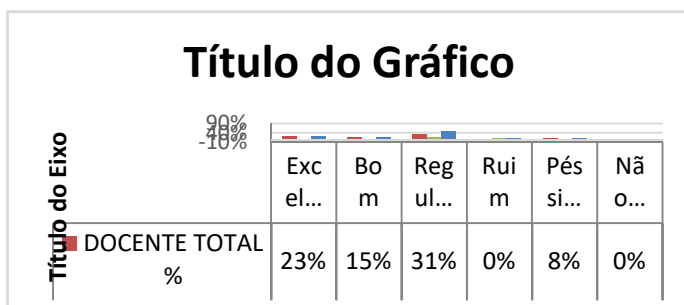 Título do Gráfico
Título do Eixo
90%
40%
-10%
Exc
el...
Bo
m
Reg
ul...
Rui
m
Pés
si...
Nã
o...
DOCENTE TOTAL
%
23%
15%
31%
0%
8%
0%